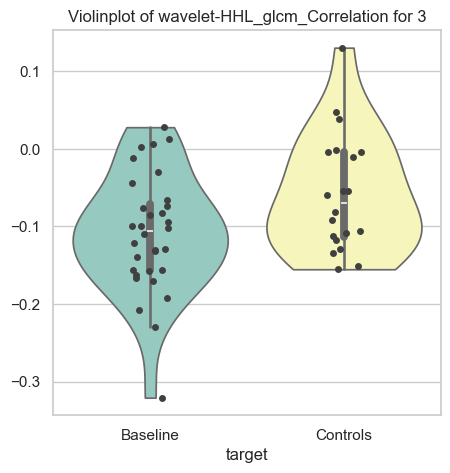 Violinplot of wavelet-HHL_glcm_Correlation for 3
0.1
0.0
−0.1
−0.2
−0.3
Baseline
Controls
target